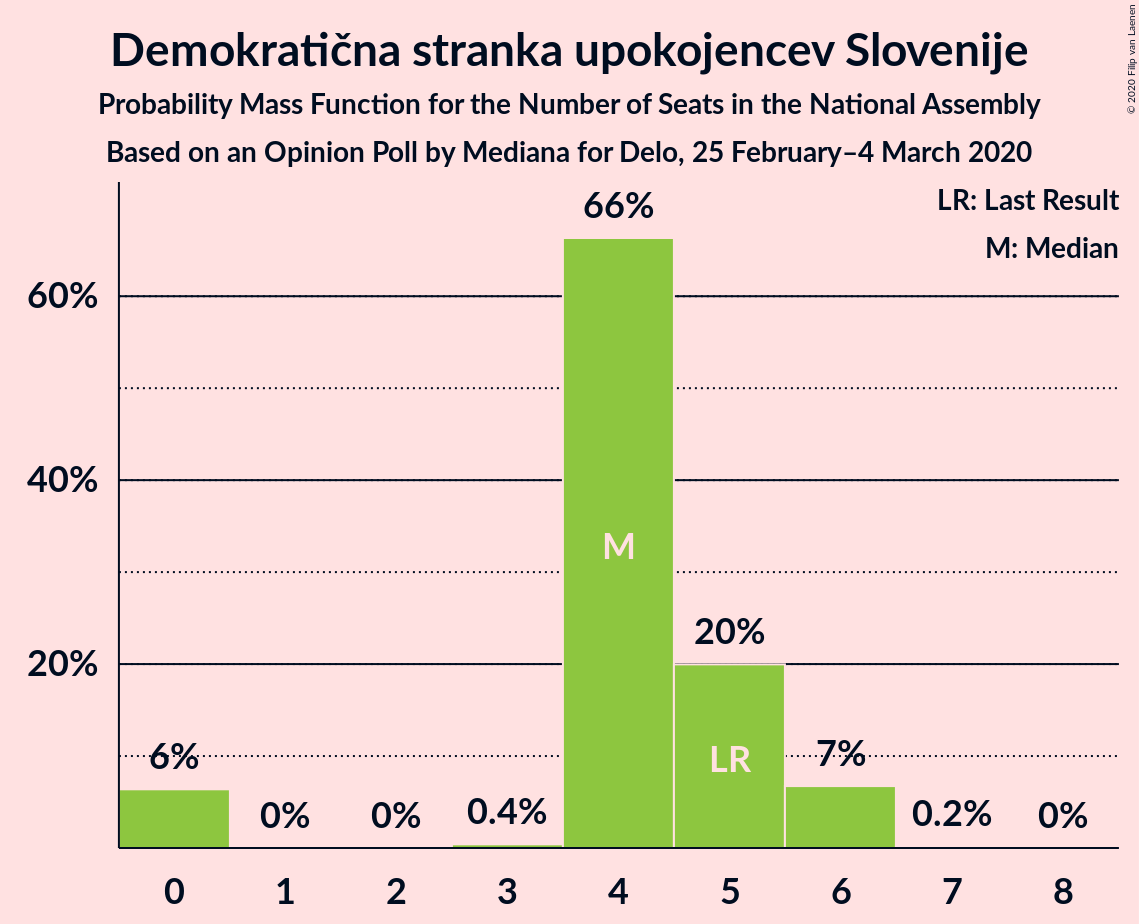 Demokratična stranka upokojencev Slovenije
Probability Mass Function for the Number of Seats in the National Assembly
Based on an Opinion Poll by Mediana for Delo, 25 February–4 March 2020
© 2020 Filip van Laenen
LR: Last Result
M: Median
66%
60%
40%
M
20%
20%
LR
6%
7%
0%
0%
0.4%
0.2%
0%
0 1 2 3 4 5 6 7 8